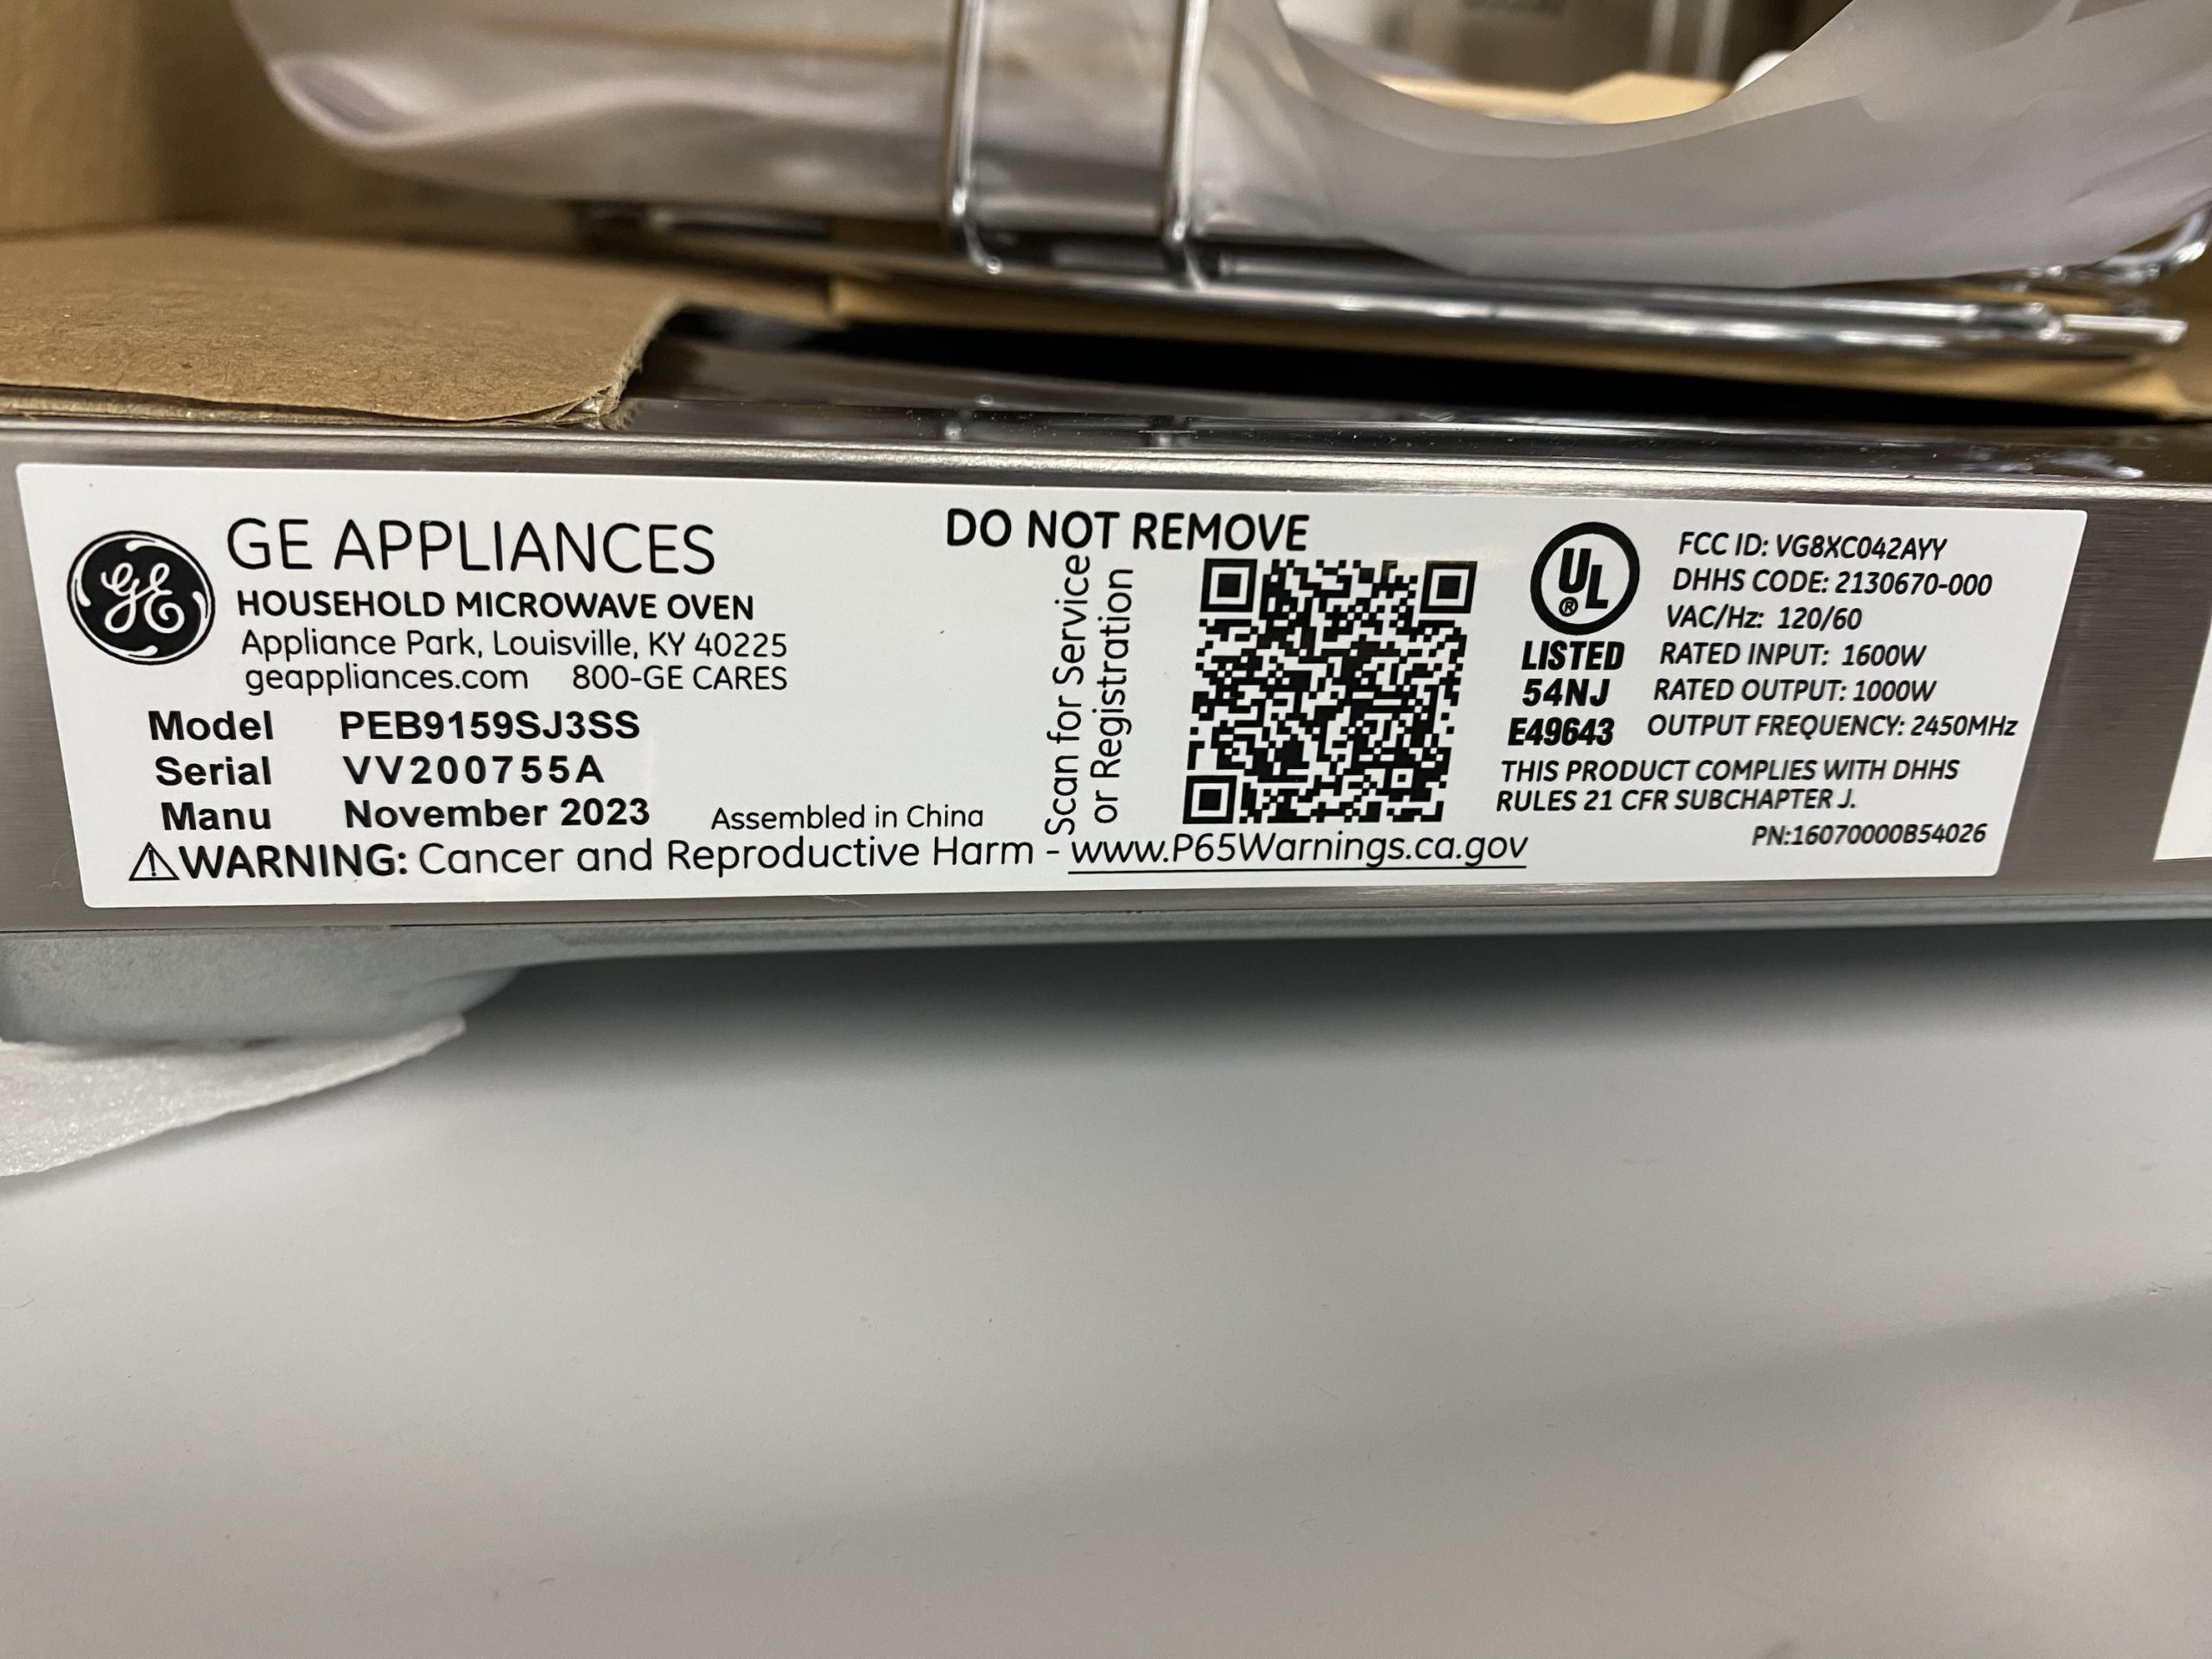 GE
GE APPLIANCES
HOUSEHOLD MICROWAVE OVEN
Appliance Park, Louisville, KY 40225
geappliances.com 800-GE CARES
Model PEB9159SJ3SS
Serial VV200755A
Manu November 2023 Assembled in China
⚠WARNING: Cancer and Reproductive Harm - www.P65Warnings.ca.gov
DO NOT REMOVE
Scan for Service
or Registration
UL
®
LISTED
54NJ
E49643
FCC ID: VG8XC042AYY
DHHS CODE: 2130670-000
VAC/Hz: 120/60
RATED INPUT: 1600W
RATED OUTPUT: 1000W
OUTPUT FREQUENCY: 2450MHz
THIS PRODUCT COMPLIES WITH DHHS
RULES 21 CFR SUBCHAPTER J.
PN:16070000B54026